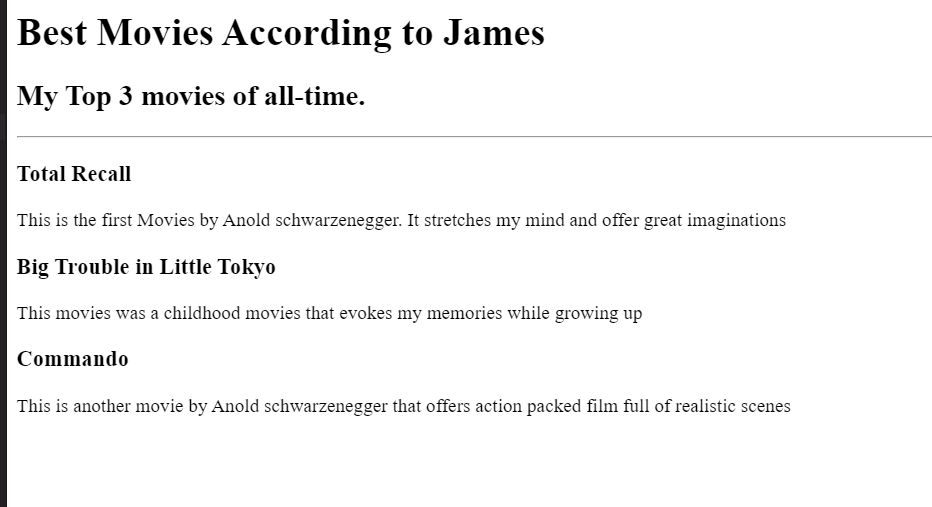 Best Movies According to James
My Top 3 movies of all-time.
Total Recall
This is the first Movies by Anold schwarzenegger. It stretches my mind and offer great imaginations
Big Trouble in Little Tokyo
This movies was a childhood movies that evokes my memories while growing up
Commando
This is another movie by Anold schwarzenegger that offers action packed film full of realistic scenes